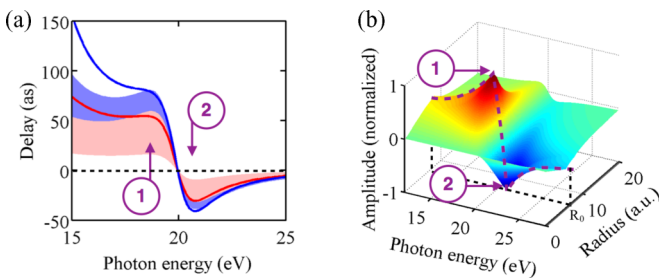 (a)
150
100
50
0
-50
Delay (as)
1
2
15
20
25
Photon energy (eV)
(b)
Amplitude (normalized)
1
0
-1
1
2
15
20
25
Photon energy (eV)
R₀
0
10
20
Radius (a.u.)